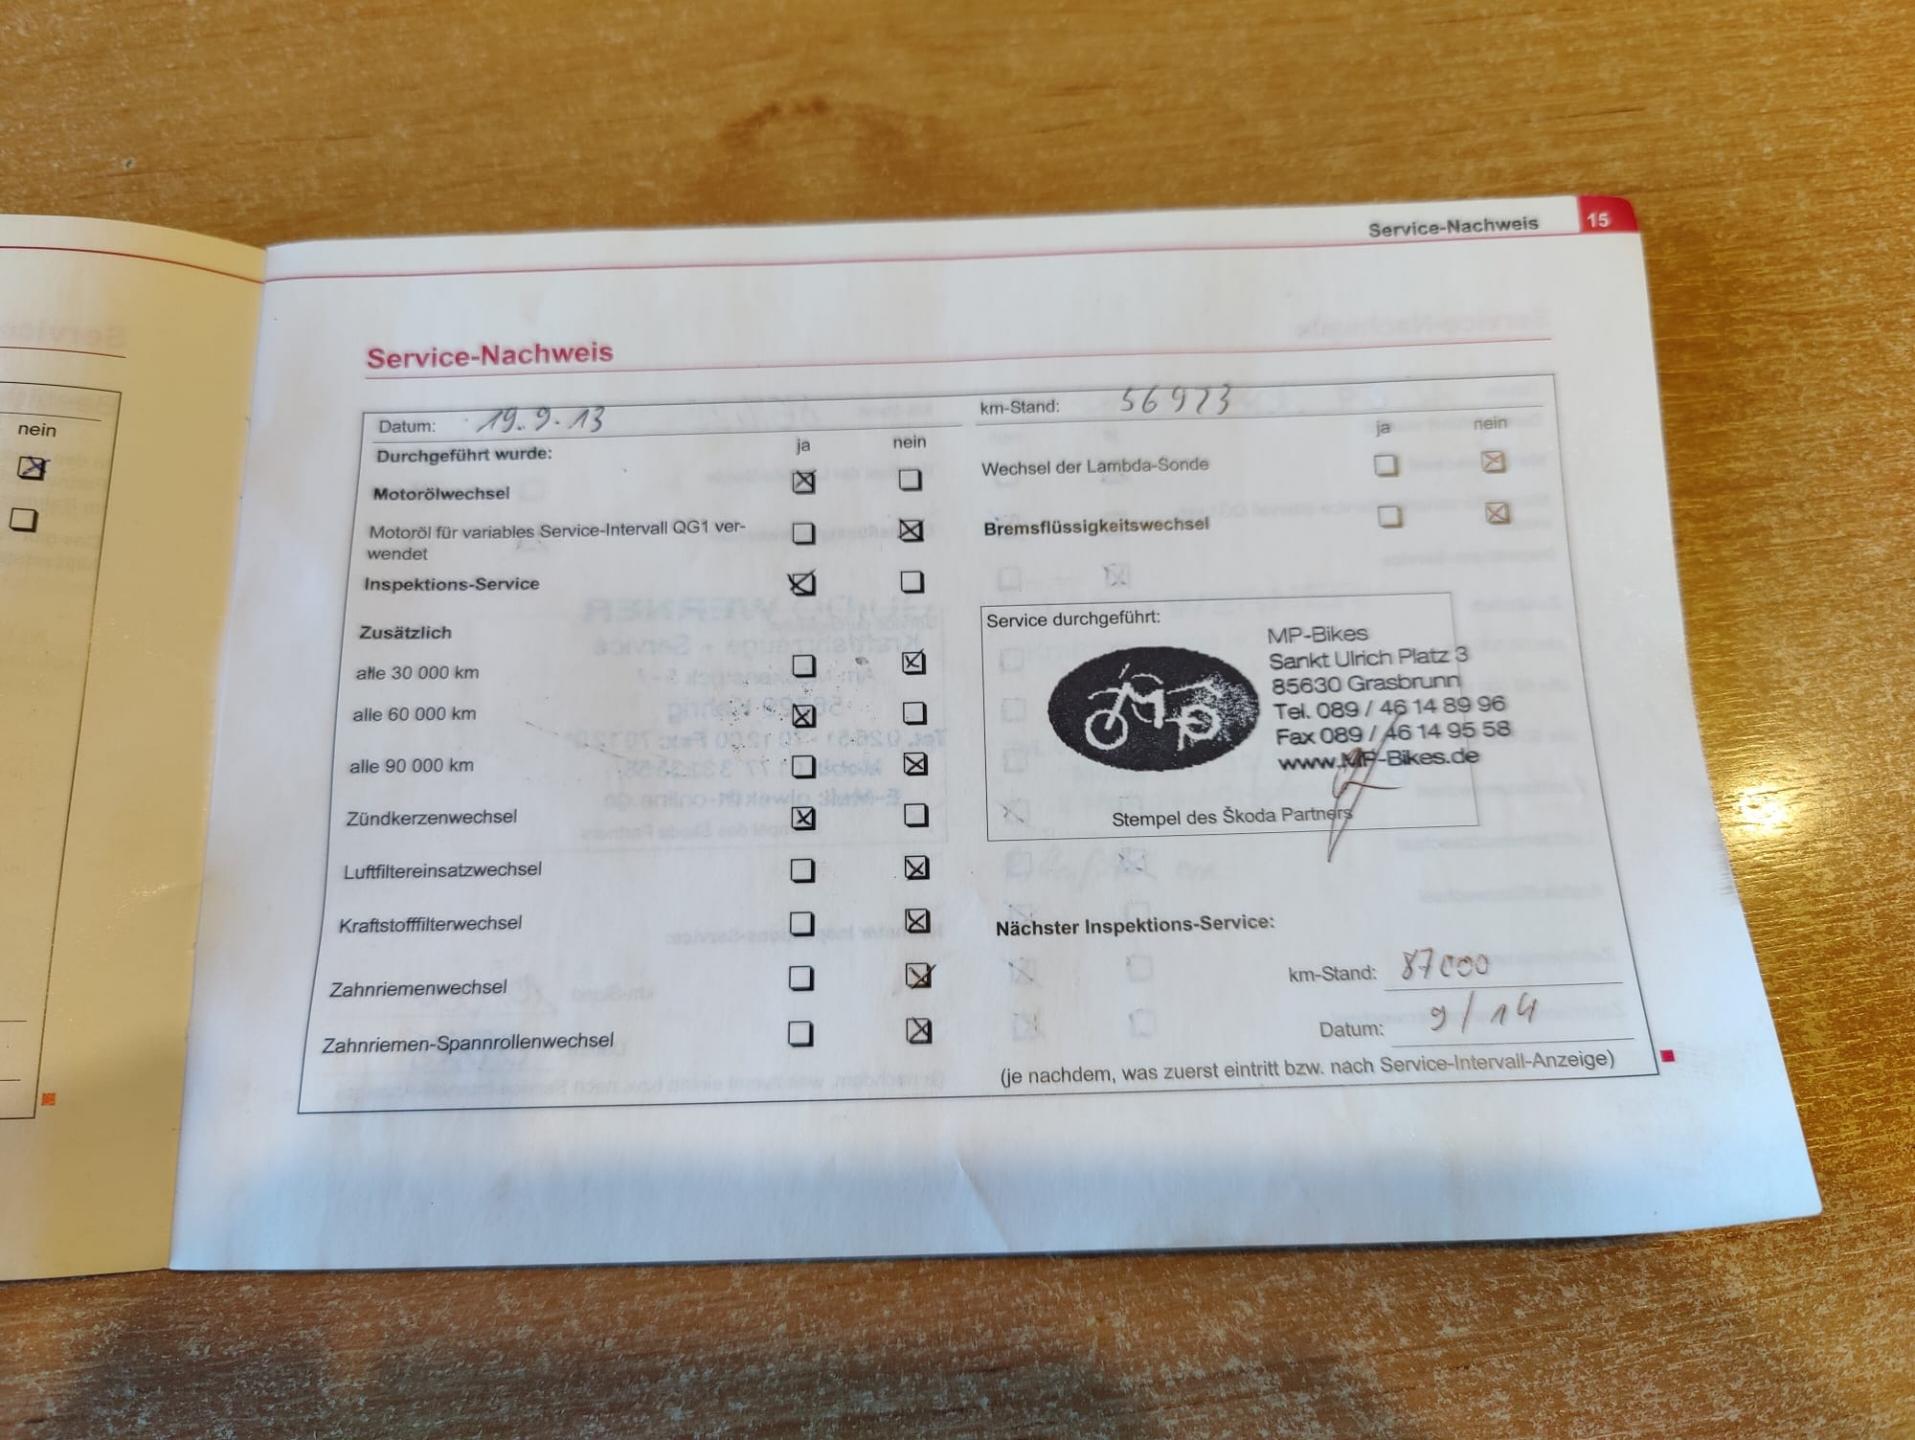 Service-Nachweis 15
Service-Nachweis
nein
Datum: 19.9.13
km-Stand: 56923
Durchgeführt wurde:
ja nein
Motorölwechsel
Motoröl für variables Service-Intervall QG1 ver-
wendet
Inspektions-Service
Zusätzlich
alle 30 000 km
alle 60 000 km
alle 90 000 km
Zündkerzenwechsel
Luftfiltereinsatzwechsel
Kraftstofffilterwechsel
Zahnriemenwechsel
Zahnriemen-Spannrollenwechsel
ja nein
Wechsel der Lambda-Sonde
Bremsflüssigkeitswechsel
Service durchgeführt:
MP-Bikes
Sankt Ulrich Platz 3
85630 Grasbrunn
Tel. 089 / 46 14 89 96
Fax 089 / 46 14 95 58
www.MP-Bikes.de
Stempel des Škoda Partners
Nächster Inspektions-Service:
km-Stand: 87000
Datum: 9/14
(je nachdem, was zuerst eintritt bzw. nach Service-Intervall-Anzeige)